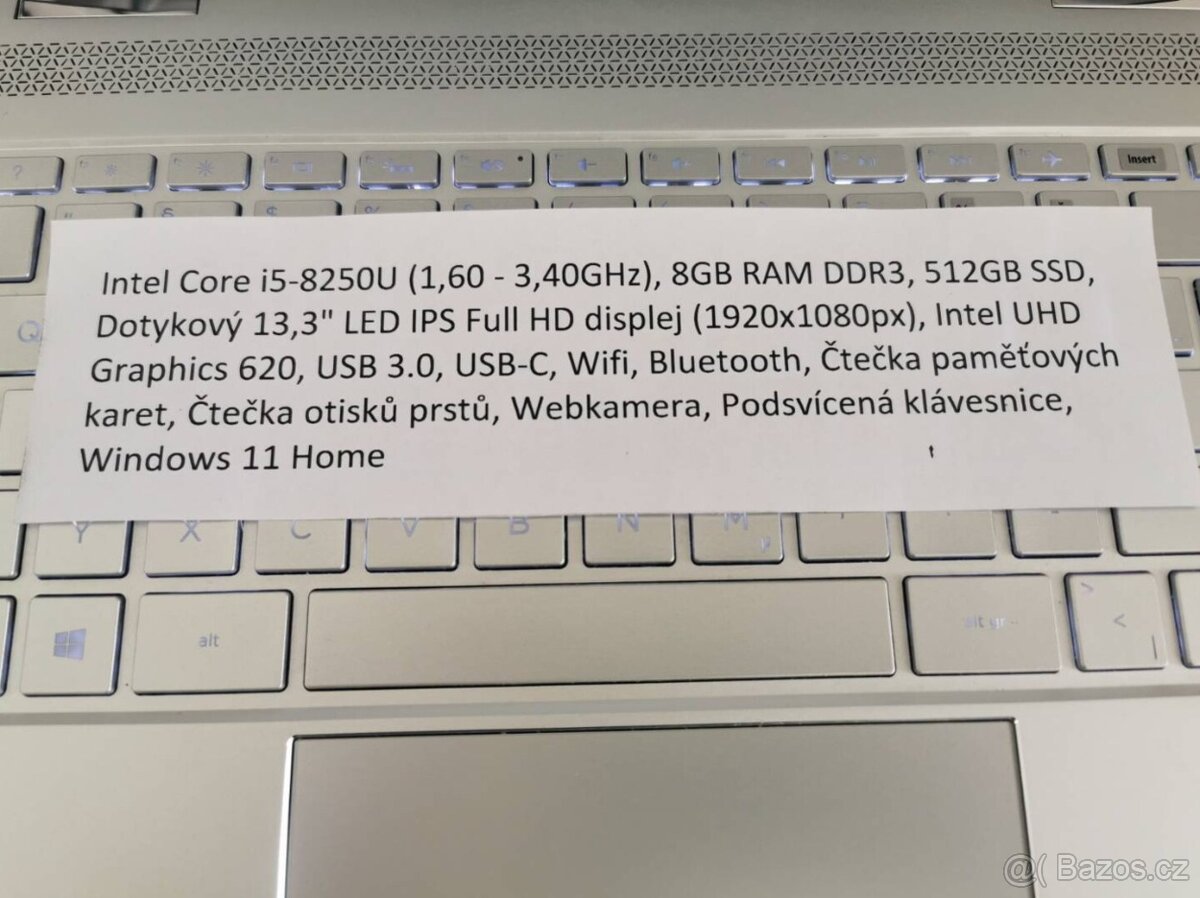 Insert
Intel Core i5-8250U (1,60 - 3,40GHz), 8GB RAM DDR3, 512GB SSD,
Dotykový 13,3" LED IPS Full HD displej (1920x1080px), Intel UHD
Graphics 620, USB 3.0, USB-C, Wifi, Bluetooth, Čtečka paměťových
karet, Čtečka otisků prstů, Webkamera, Podsvícená klávesnice,
Windows 11 Home
Y X C V B N M
alt alt gr <
@( Bazos.cz